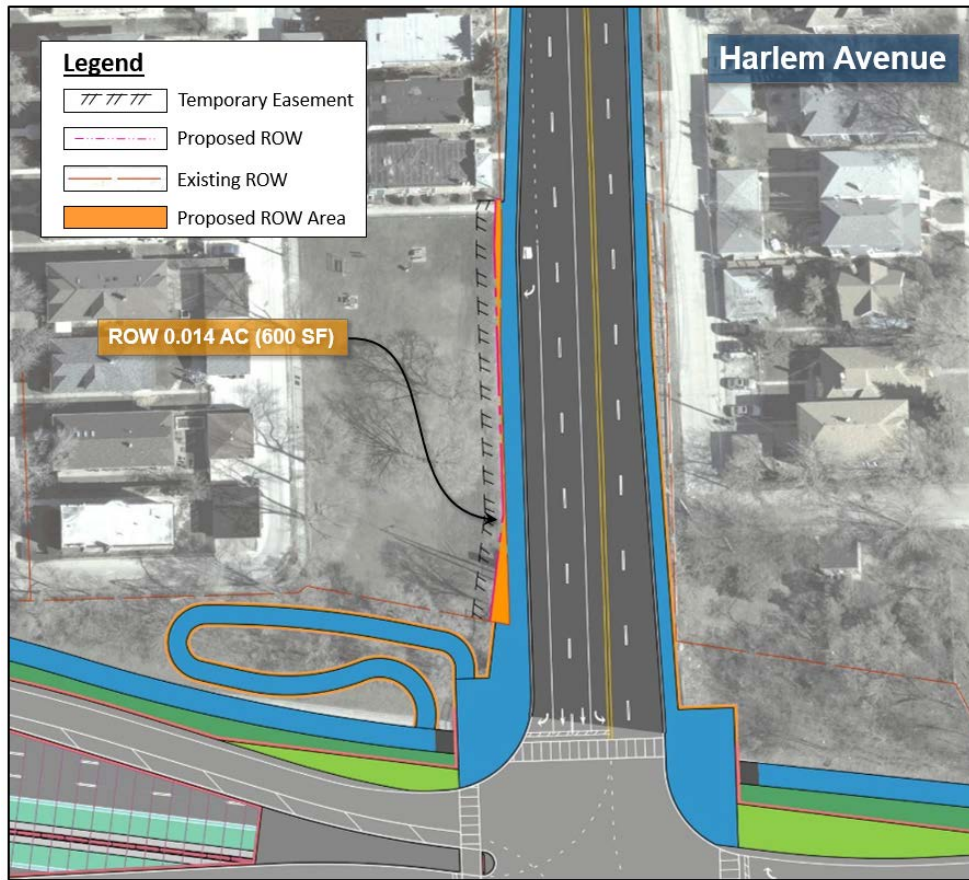 Harlem Avenue
Legend
Temporary Easement
Proposed ROW
Existing ROW
Proposed ROW Area
ROW 0.014 AC (600 SF)